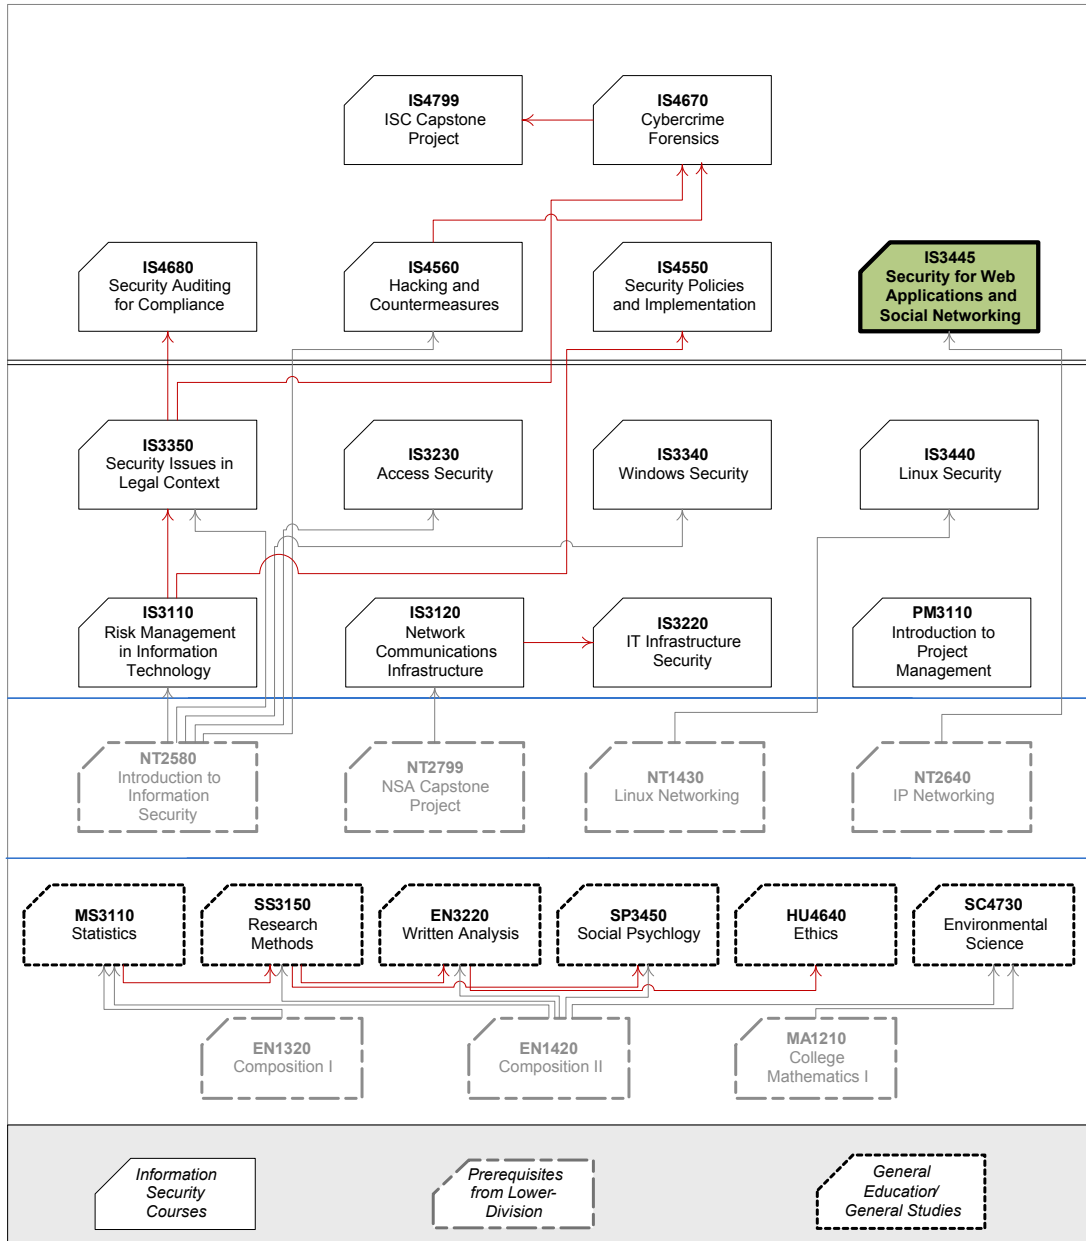 IS4799
ISC Capstone
Project
IS4670
Cybercrime
Forensics
IS4680
Security Auditing
for Compliance
IS4560
Hacking and
Countermeasures
IS4550
Security Policies
and Implementation
IS3445
Security for Web
Applications and
Social Networking
IS3350
Security Issues in
Legal Context
IS3230
Access Security
IS3340
Windows Security
IS3440
Linux Security
IS3110
Risk Management
in Information
Technology
IS3120
Network
Communications
Infrastructure
IS3220
IT Infrastructure
Security
PM3110
Introduction to
Project
Management
NT2580
Introduction to
Information
Security
NT2799
NSA Capstone
Project
NT1430
Linux Networking
NT2640
IP Networking
MS3110
Statistics
SS3150
Research
Methods
EN3220
Written Analysis
SP3450
Social Psychlogy
HU4640
Ethics
SC4730
Environmental
Science
EN1320
Composition I
EN1420
Composition II
MA1210
College
Mathematics I
Information
Security
Courses
Prerequisites
from Lower-
Division
General
Education/
General Studies